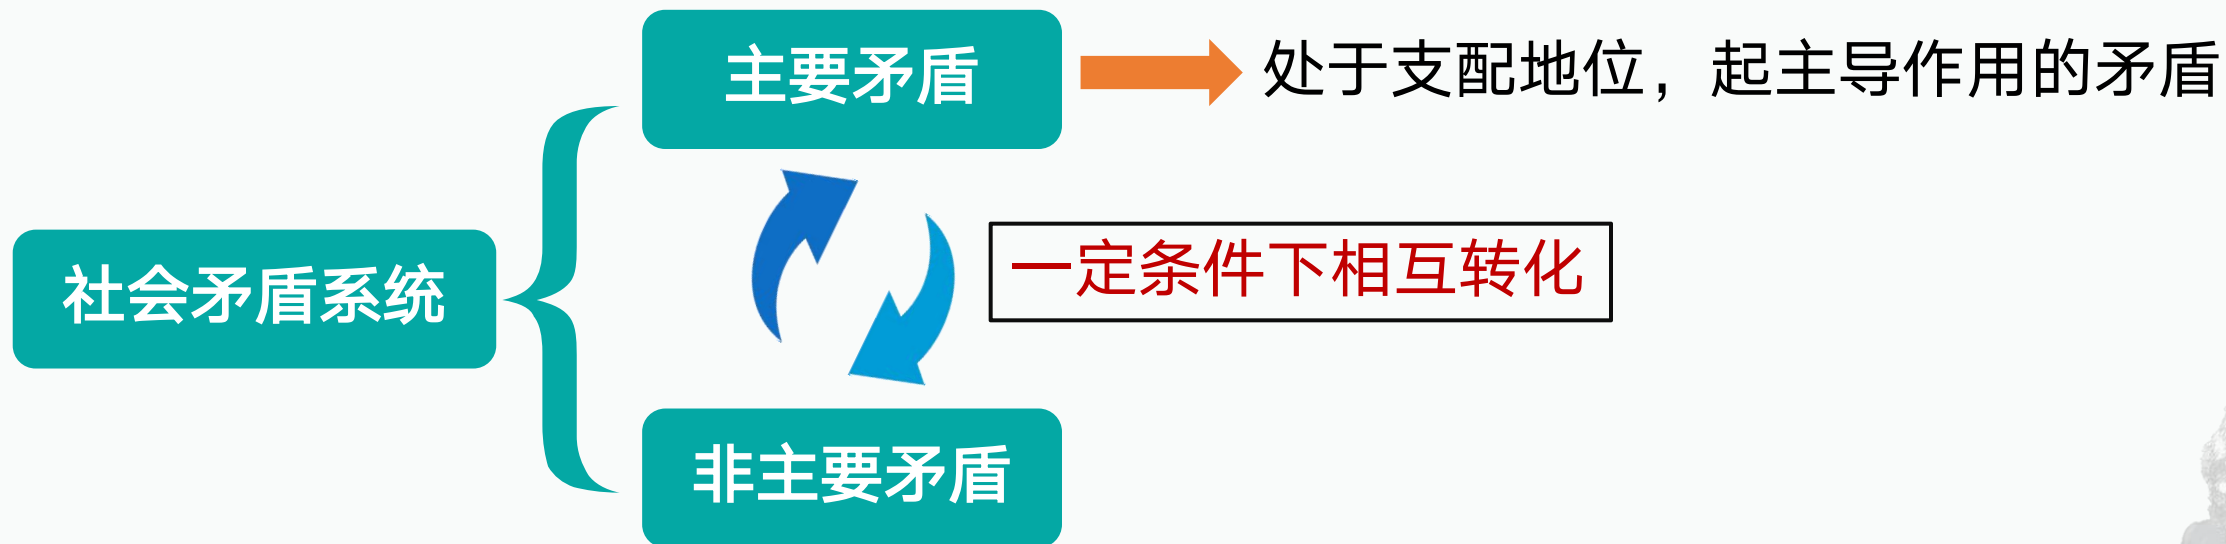 主要矛盾
处于支配地位，起主导作用的矛盾
一定条件下相互转化
社会矛盾系统
非主要矛盾